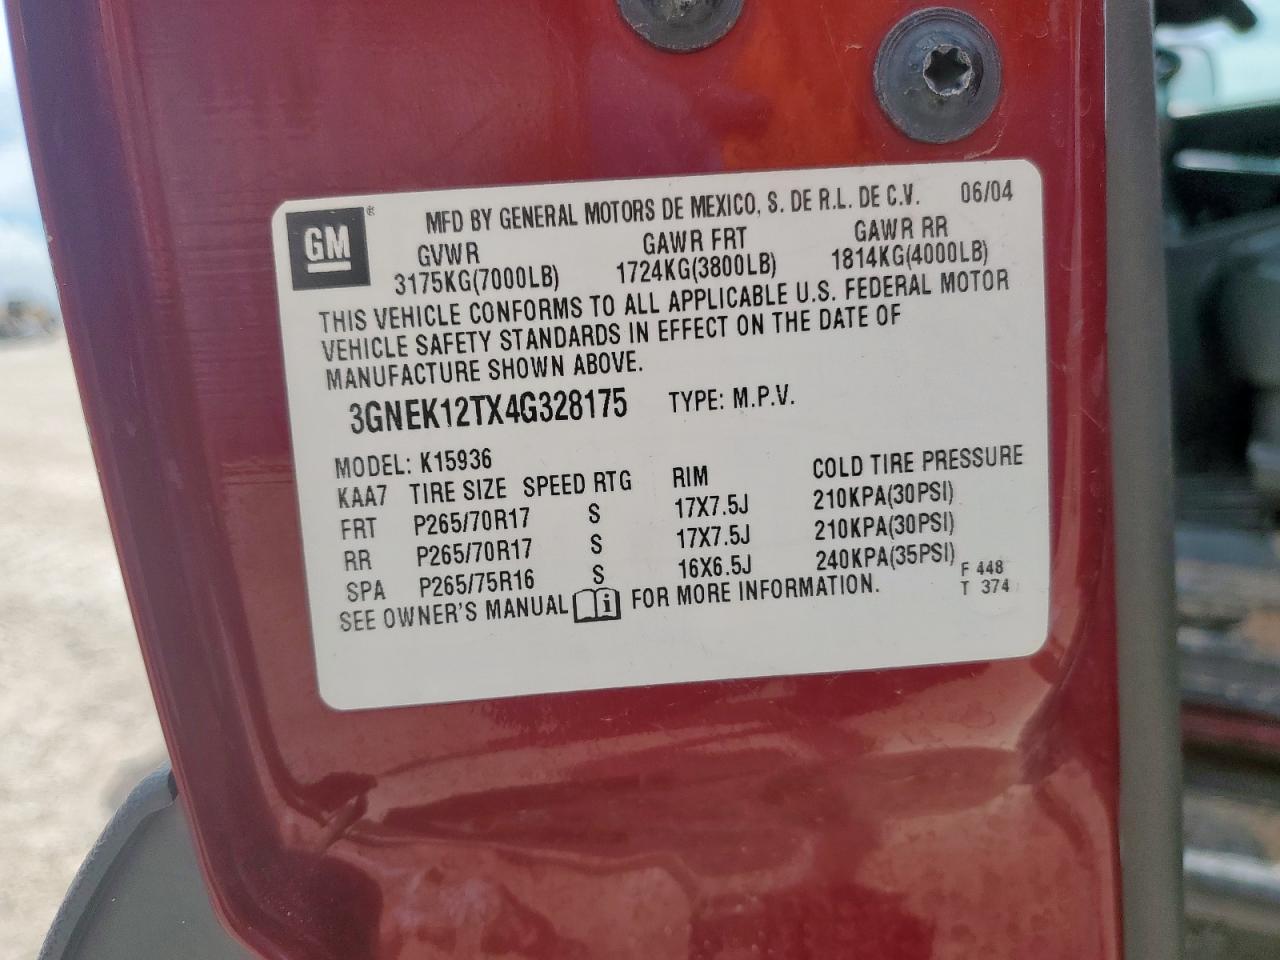 GM ® MFD BY GENERAL MOTORS DE MEXICO, S. DE R.L. DE C.V. 06/04
GVWR GAWR FRT GAWR RR
3175KG(7000LB) 1724KG(3800LB) 1814KG(4000LB)
THIS VEHICLE CONFORMS TO ALL APPLICABLE U.S. FEDERAL MOTOR
VEHICLE SAFETY STANDARDS IN EFFECT ON THE DATE OF
MANUFACTURE SHOWN ABOVE.
3GNEK12TX4G328175 TYPE: M.P.V.
MODEL: K15936
KAA7 TIRE SIZE SPEED RTG RIM COLD TIRE PRESSURE
FRT P265/70R17 S 17X7.5J 210KPA(30PSI)
RR P265/70R17 S 17X7.5J 210KPA(30PSI)
SPA P265/75R16 S 16X6.5J 240KPA(35PSI) F 448
SEE OWNER'S MANUAL i FOR MORE INFORMATION. T 374